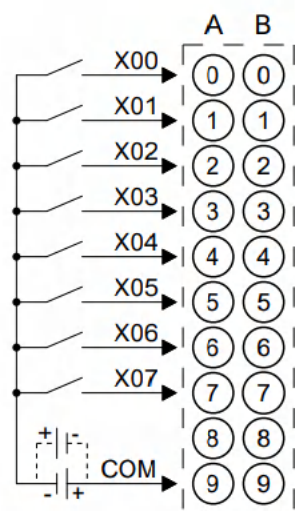 A B
X00 0 0
X01 1 1
X02 2 2
X03 3 3
X04 4 4
X05 5 5
X06 6 6
X07 7 7
8 8
+ -
COM 9 9
- +